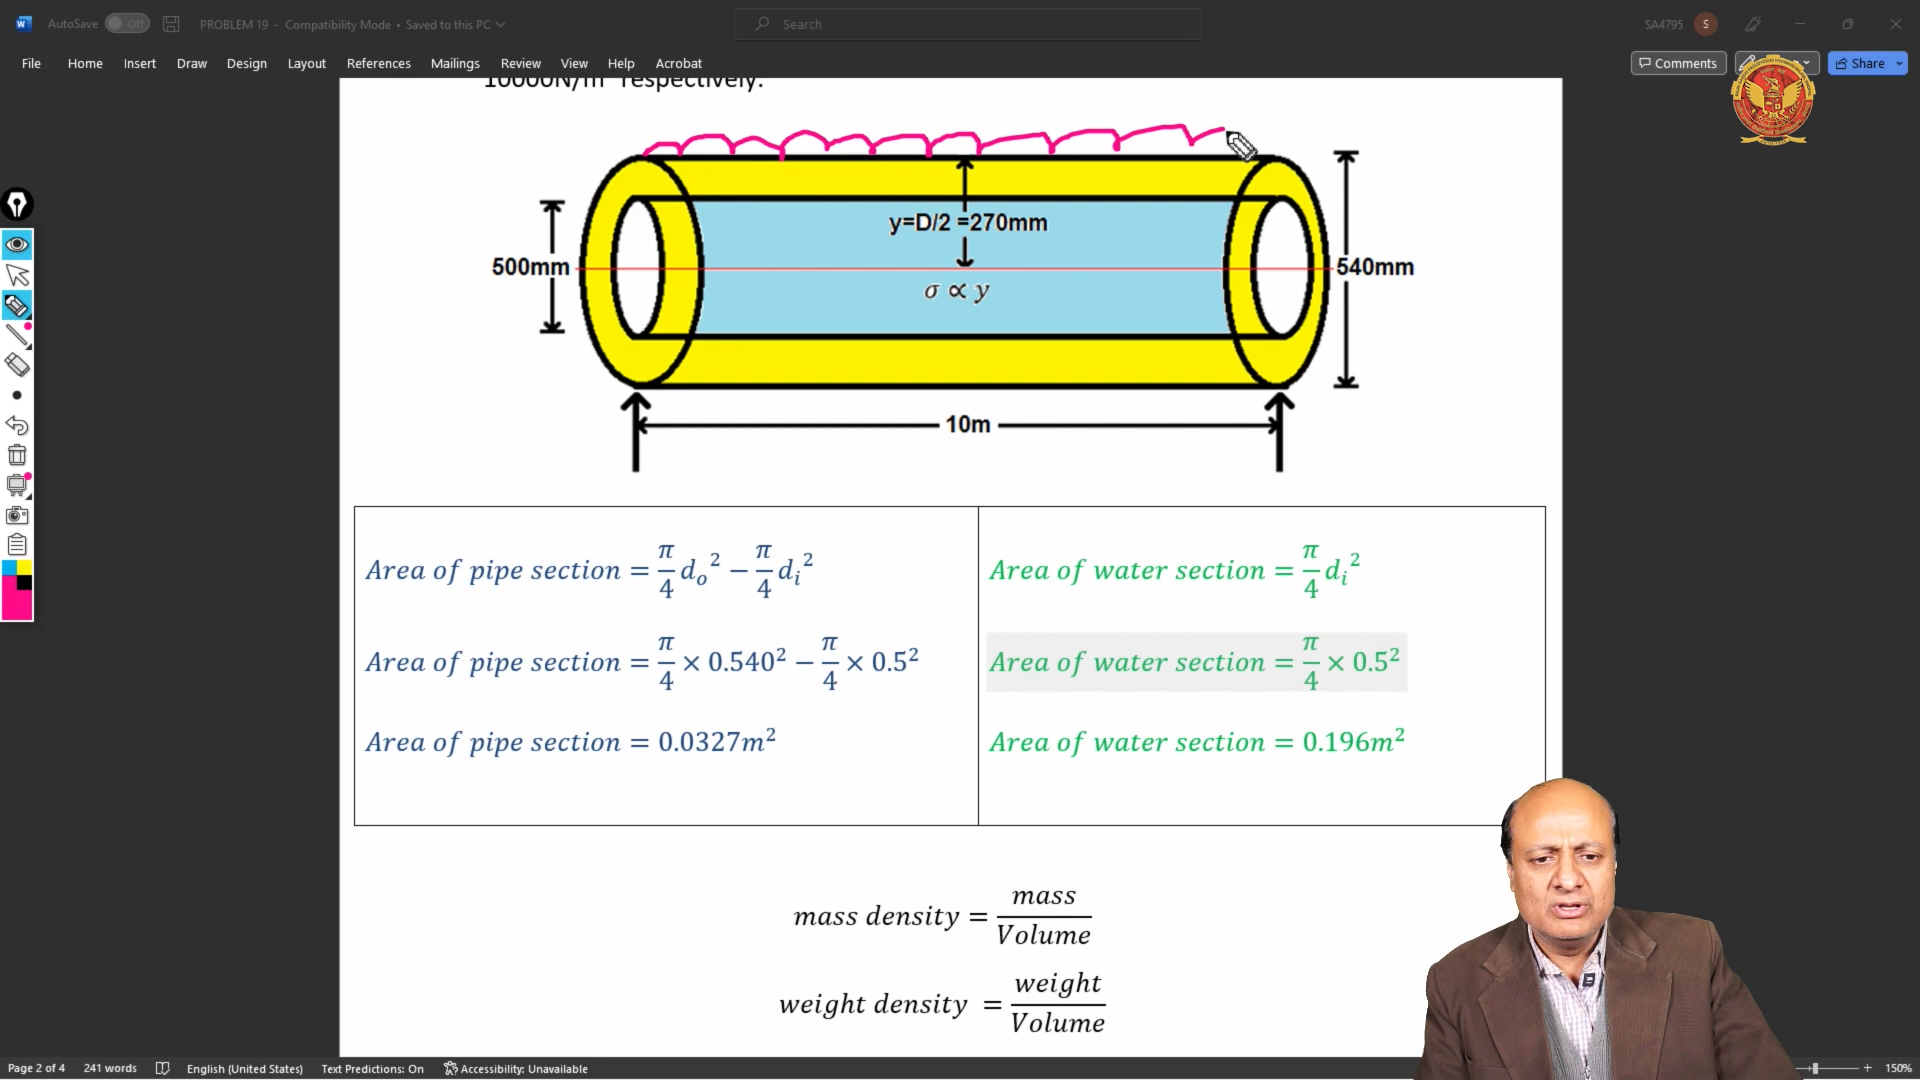 AutoSave Off PROBLEM 19 - Compatibility Mode • Saved to this PC Search SA4795 S
File Home Insert Draw Design Layout References Mailings Review View Help Acrobat Comments Share
10000N/m respectively.
y=D/2 =270mm
500mm 540mm
σ ∝ y
10m
Area of pipe section = π/4 dₒ² − π/4 dᵢ²
Area of pipe section = π/4 × 0.540² − π/4 × 0.5²
Area of pipe section = 0.0327m²
Area of water section = π/4 dᵢ²
Area of water section = π/4 × 0.5²
Area of water section = 0.196m²
mass density = mass/Volume
weight density = weight/Volume
Page 2 of 4 241 words English (United States) Text Predictions: On Accessibility: Unavailable 150%